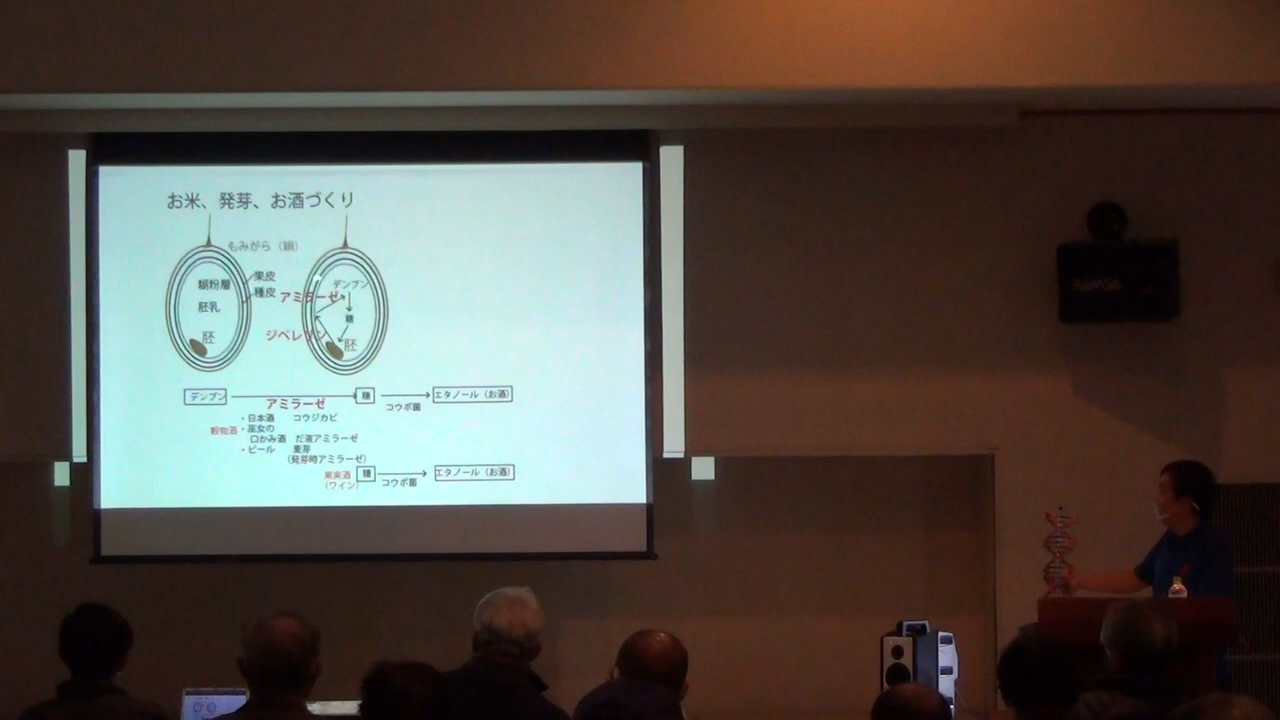 お米、発芽、お酒づくり
もみがら（穎）
糊粉層
胚乳
胚
果皮
種皮
アミラーゼ
ジベレリン
デンプン
糖
胚
デンプン
アミラーゼ
糖
コウボ菌
エタノール（お酒）
穀物酒
・日本酒 コウジカビ
・巫女の
口かみ酒 だ液アミラーゼ
・ビール 麦芽
（発芽時アミラーゼ）
果実酒
（ワイン）
糖
コウボ菌
エタノール（お酒）
RAMSA